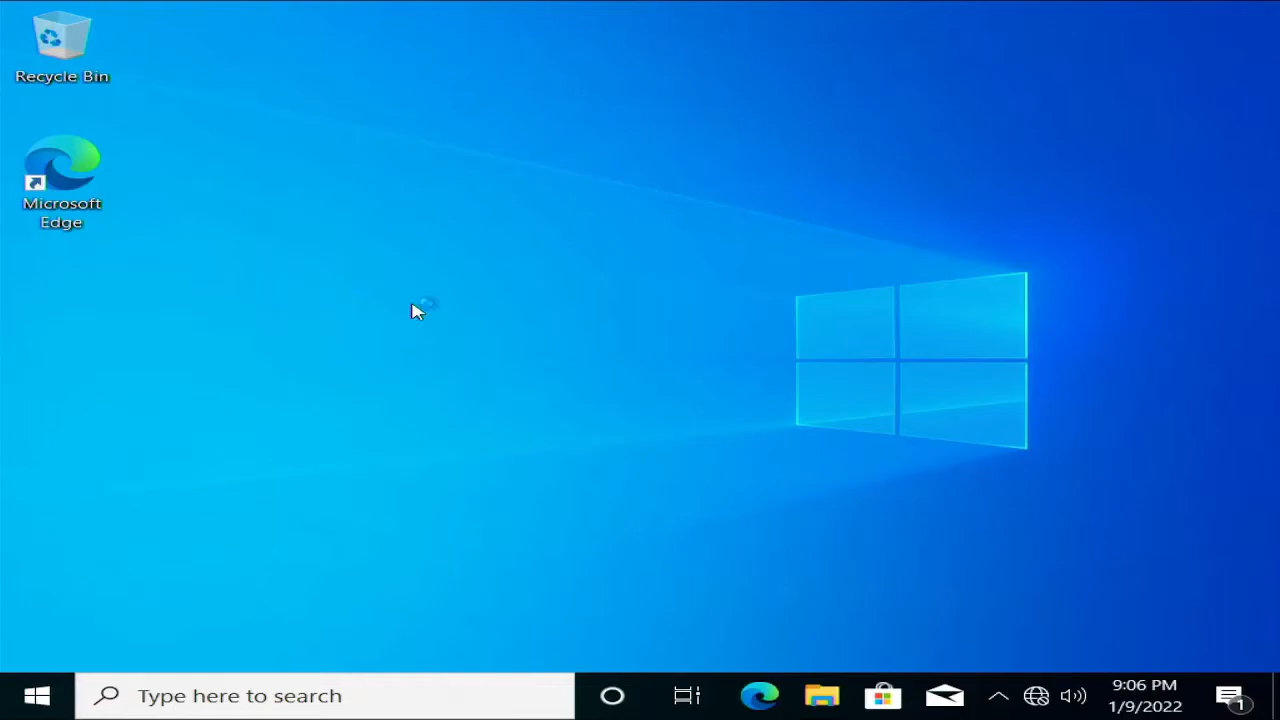 Recycle Bin
Microsoft
Edge
Type here to search
9:06 PM
1/9/2022
1